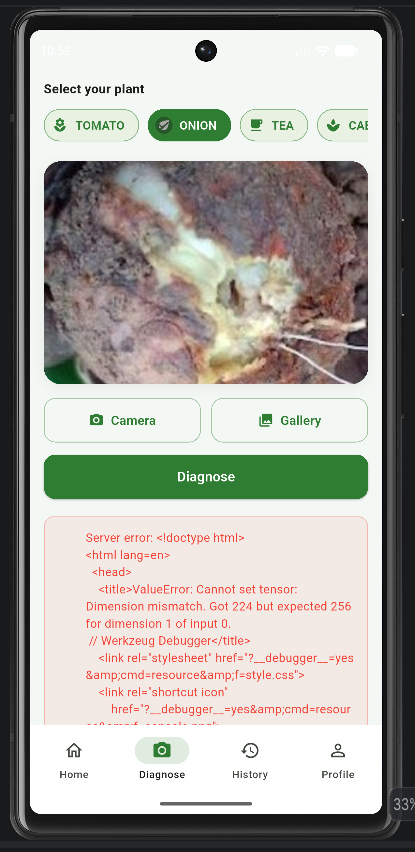 10:52
Select your plant
TOMATO
ONION
TEA
CAB
Camera
Gallery
Diagnose
Server error: <!doctype html>
<html lang=en>
<head>
<title>ValueError: Cannot set tensor:
Dimension mismatch. Got 224 but expected 256
for dimension 1 of input 0.
// Werkzeug Debugger</title>
<link rel="stylesheet" href="?__debugger__=yes
&amp;cmd=resource&amp;f=style.css">
<link rel="shortcut icon"
href="?__debugger__=yes&amp;cmd=resour
Home
Diagnose
History
Profile
33%